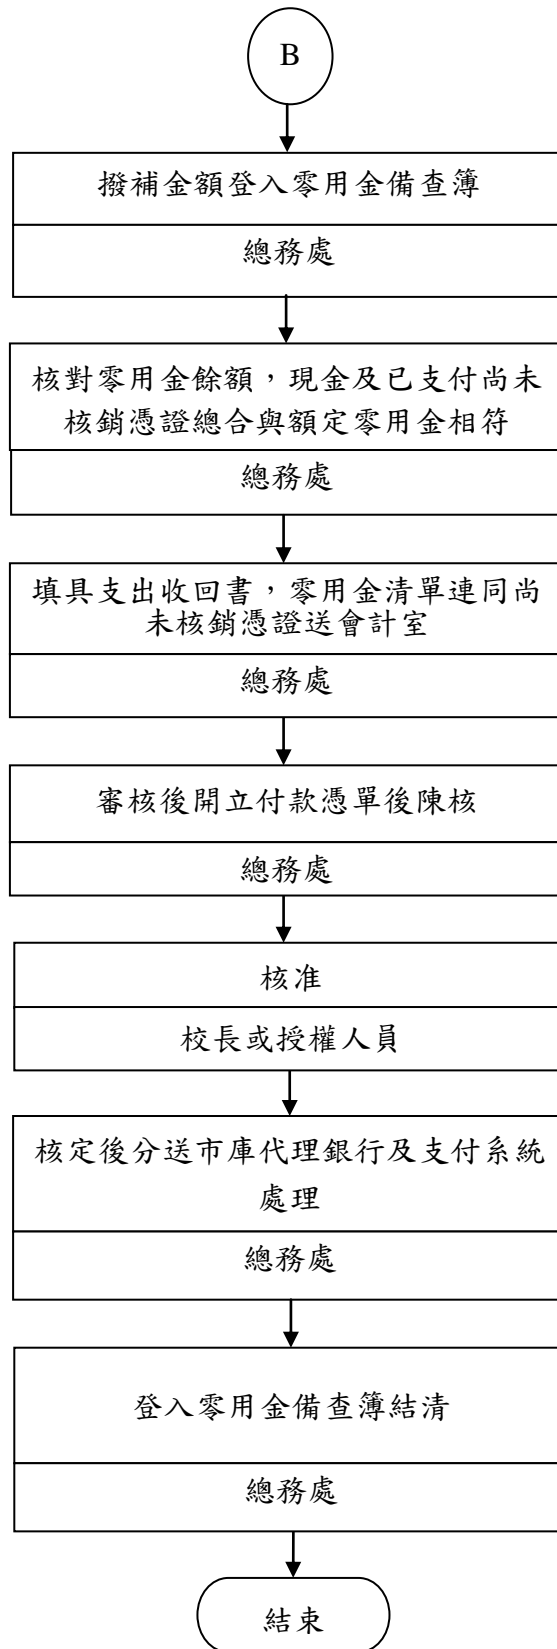 B
撥補金額登入零用金備查簿
總務處
核對零用金餘額，現金及已支付尚未
核銷憑證總合與額定零用金相符
總務處
填具支出收回書，零用金清單連同尚
未核銷憑證送會計室
總務處
審核後開立付款憑單後陳核
總務處
核准
校長或授權人員
核定後分送市庫代理銀行及支付系統
處理
總務處
登入零用金備查簿結清
總務處
結束